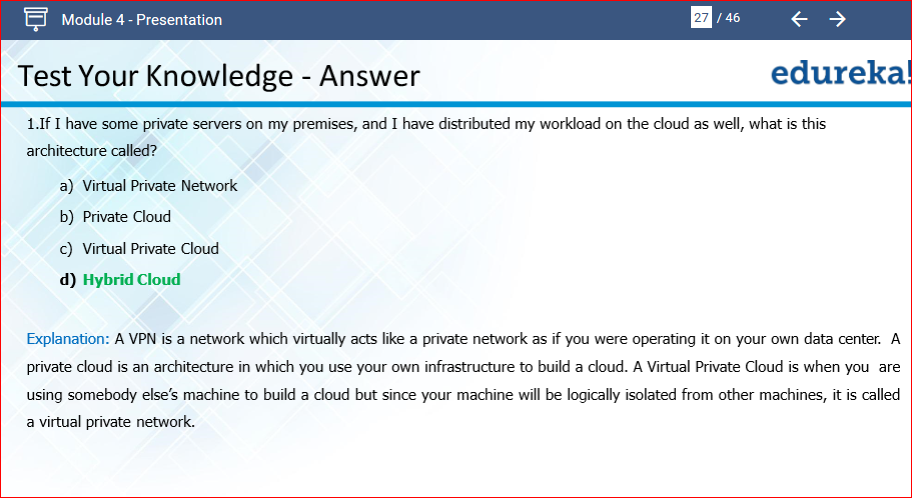 Module 4 - Presentation
27 / 46
Test Your Knowledge - Answer
edureka!
1.If I have some private servers on my premises, and I have distributed my workload on the cloud as well, what is this
architecture called?
a) Virtual Private Network
b) Private Cloud
c) Virtual Private Cloud
d) Hybrid Cloud
Explanation: A VPN is a network which virtually acts like a private network as if you were operating it on your own data center. A
private cloud is an architecture in which you use your own infrastructure to build a cloud. A Virtual Private Cloud is when you are
using somebody else’s machine to build a cloud but since your machine will be logically isolated from other machines, it is called
a virtual private network.